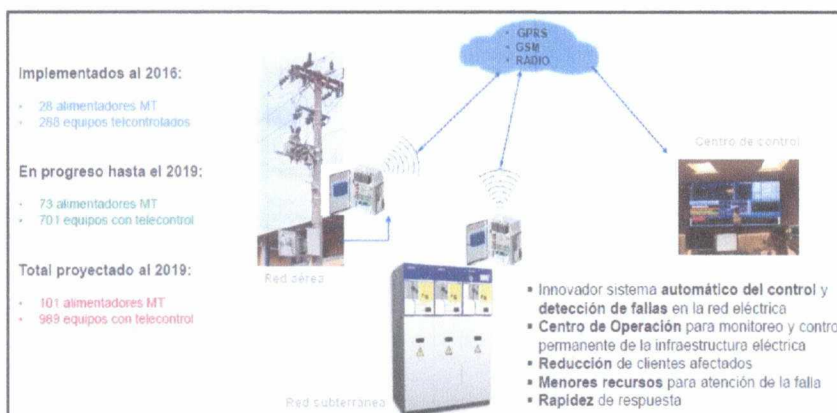 Implementados al 2016:
• 28 alimentadores MT
• 288 equipos telcontrolados
En progreso hasta el 2019:
• 73 alimentadores MT
• 701 equipos con telecontrol
Total proyectado al 2019:
• 101 alimentadores MT
• 989 equipos con telecontrol
• GPRS
• GSM
• RADIO
Centro de control
Red aérea
Red subterránea
▪ Innovador sistema automático del control y
detección de fallas en la red eléctrica
▪ Centro de Operación para monitoreo y control
permanente de la infraestructura eléctrica
▪ Reducción de clientes afectados
▪ Menores recursos para atención de la falla
▪ Rapidez de respuesta